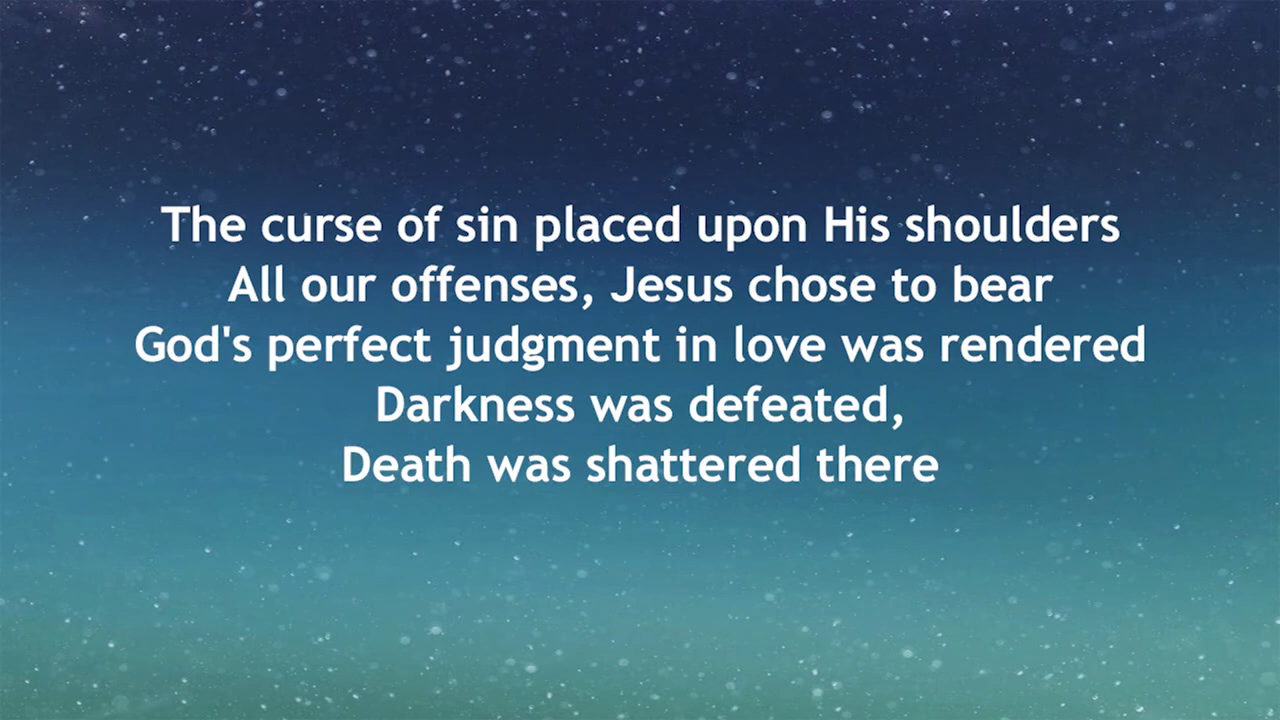 The curse of sin placed upon His shoulders
All our offenses, Jesus chose to bear
God's perfect judgment in love was rendered
Darkness was defeated,
Death was shattered there